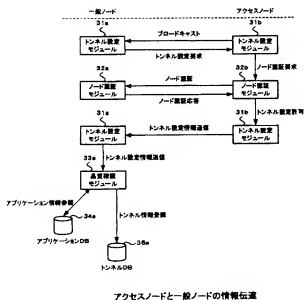 一般ノード
アクセスノード
31a
31b
ブロードキャスト
トンネル設定
モジュール
トンネル設定
モジュール
トンネル設定要求
32a
32b
ノード認証要求
ノード認証
ノード認証
モジュール
ノード認証
モジュール
ノード認証応答
31b
トンネル設定許可
31a
トンネル設定情報返信
トンネル設定
モジュール
トンネル設定
モジュール
トンネル設定情報送信
33a
品質確認
モジュール
アプリケーション情報参照
トンネル情報登録
34a
アプリケーションDB
36a
トンネルDB
アクセスノードと一般ノードの情報伝達